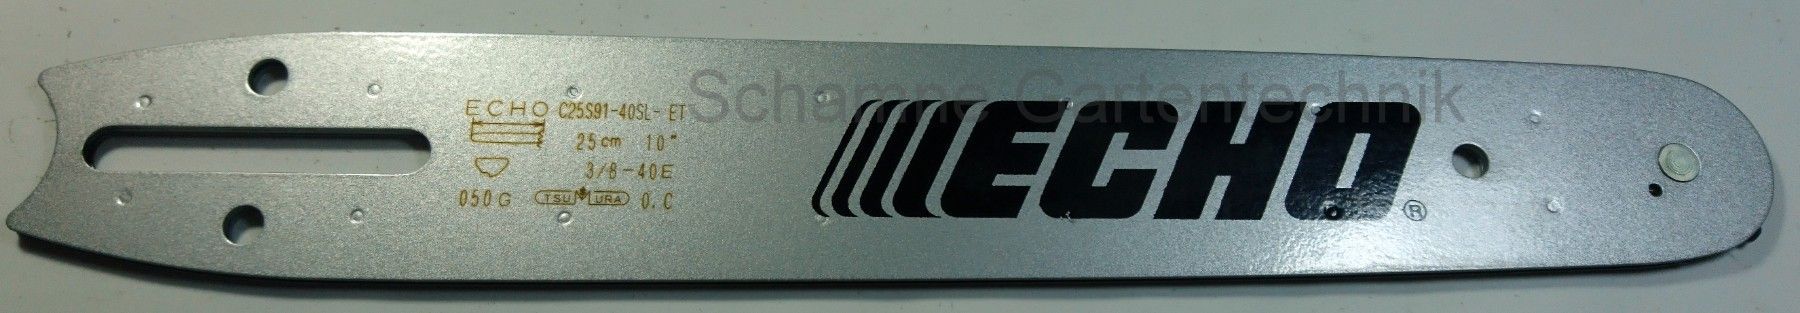 Schamne Gartentechnik
ECHO C25S91-40SL-ET
25cm 10"
3/8-40E
050G TSU URA 0.C
ECHO ®